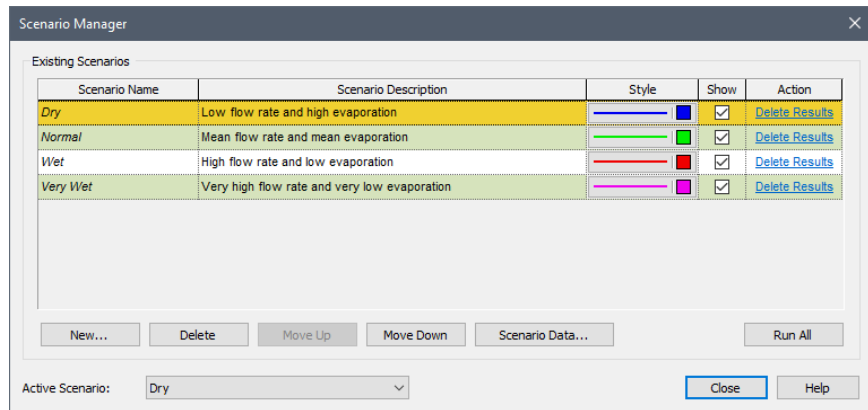 Scenario Manager
Existing Scenarios
Scenario Name Scenario Description Style Show Action
Dry Low flow rate and high evaporation Delete Results
Normal Mean flow rate and mean evaporation Delete Results
Wet High flow rate and low evaporation Delete Results
Very Wet Very high flow rate and very low evaporation Delete Results
New... Delete Move Up Move Down Scenario Data... Run All
Active Scenario: Dry Close Help